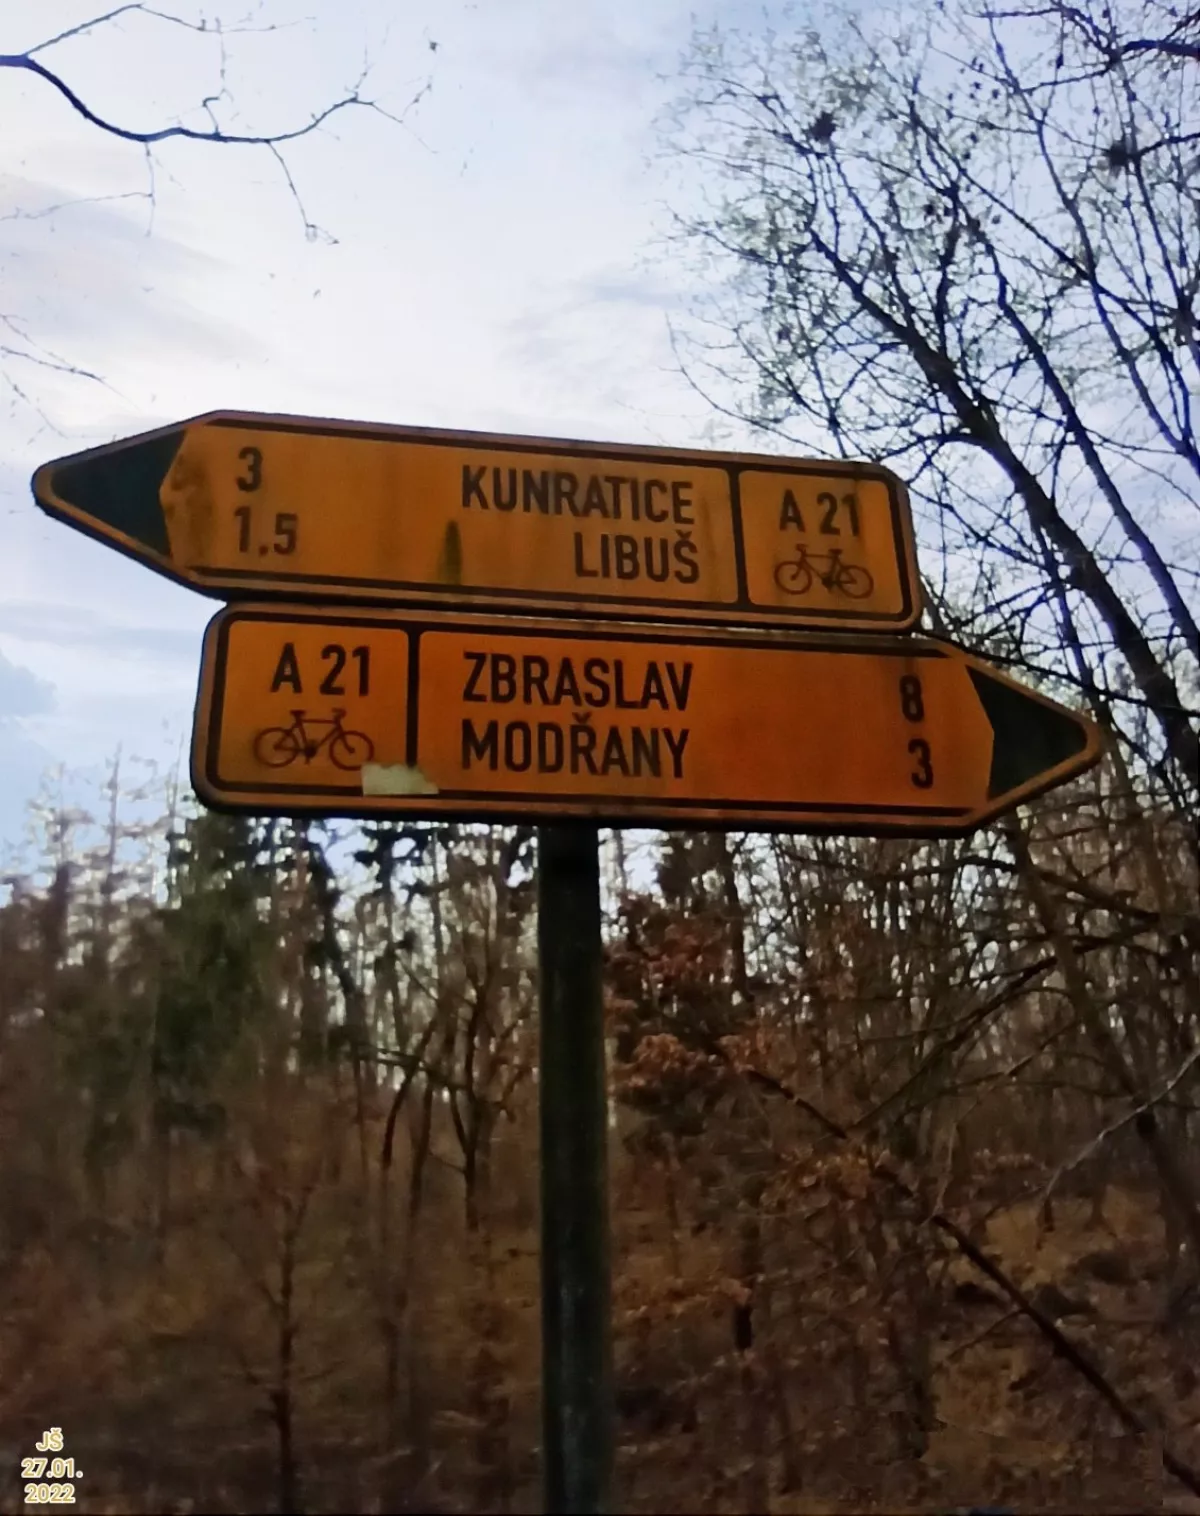 3 KUNRATICE A 21
1,5 LIBUŠ
A 21 ZBRASLAV 8
MODŘANY 3
JŠ
27.01.
2022